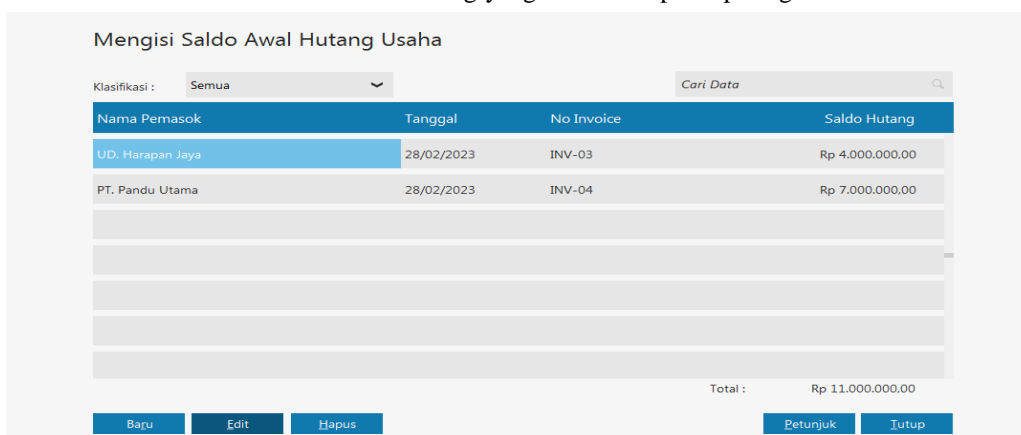 Mengisi Saldo Awal Hutang Usaha
Klasifikasi : Semua Cari Data
Nama Pemasok Tanggal No Invoice Saldo Hutang
UD. Harapan Jaya 28/02/2023 INV-03 Rp 4.000.000,00
PT. Pandu Utama 28/02/2023 INV-04 Rp 7.000.000,00
Total : Rp 11.000.000,00
Baru Edit Hapus Petunjuk Tutup